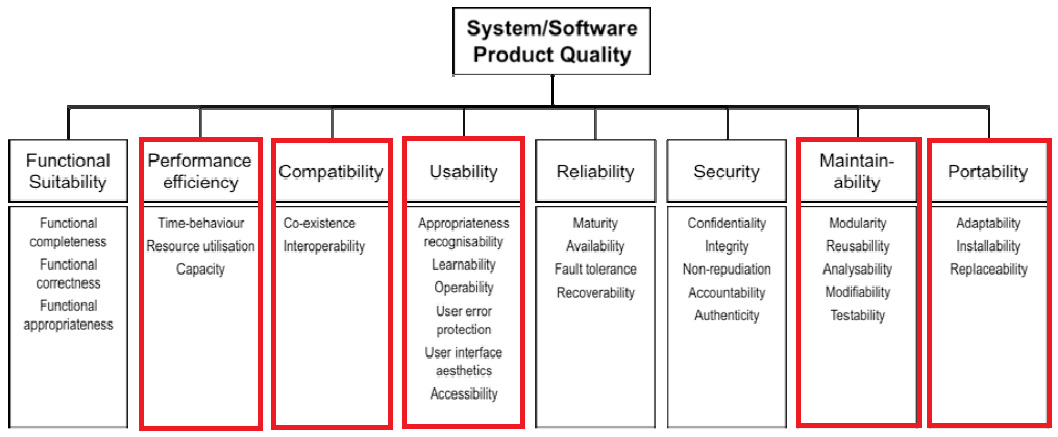 System/Software
Product Quality
Functional
Suitability
Functional
completeness
Functional
correctness
Functional
appropriateness
Performance
efficiency
Time-behaviour
Resource utilisation
Capacity
Compatibility
Co-existence
Interoperability
Usability
Appropriateness
recognisability
Learnability
Operability
User error
protection
User interface
aesthetics
Accessibility
Reliability
Maturity
Availability
Fault tolerance
Recoverability
Security
Confidentiality
Integrity
Non-repudiation
Accountability
Authenticity
Maintain-
ability
Modularity
Reusability
Analysability
Modifiability
Testability
Portability
Adaptability
Installability
Replaceability